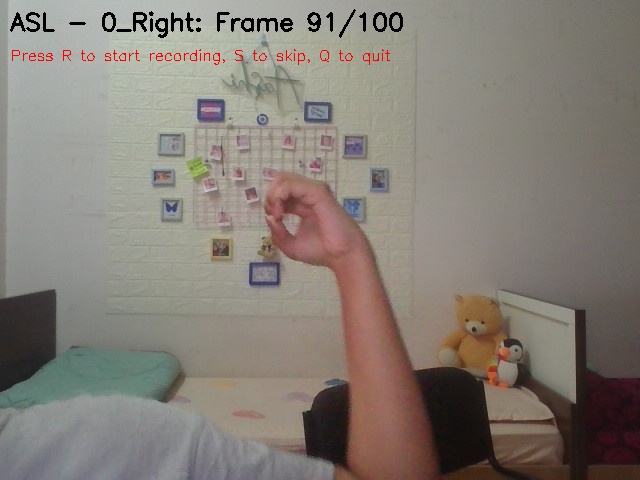 ASL - 0_Right: Frame 91/100
Press R to start recording, S to skip, Q to quit